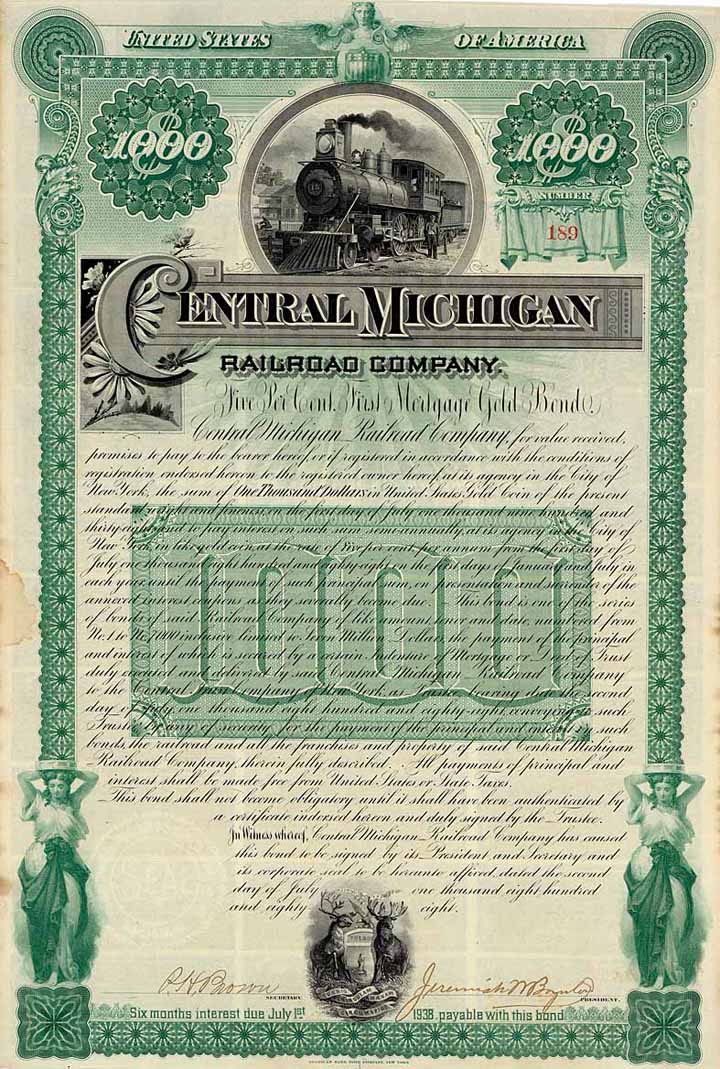 UNITED STATES OF AMERICA
$1000 $1000
NUMBER
189
18
CENTRAL MICHIGAN
RAILROAD COMPANY.
Five Per Cent. First Mortgage Gold Bond
Central Michigan Railroad Company, for value received,
promises to pay to the bearer hereof, or if registered in accordance with the conditions of
registration endorsed hereon to the registered owner hereof, at its agency in the City of
New York, the sum of One Thousand Dollars in United States Gold Coin of the present
standard weight and fineness, on the first day of July one thousand nine hundred and
thirty-eight and to pay interest on such sum semi-annually, at its agency in the City of
New York in like gold coin, at the rate of five per cent. per annum from the first day of
July one thousand eight hundred and eighty-eight on the first days of January and July in
each year until the payment of such principal sum, on presentation and surrender of the
annexed interest coupons as they severally become due. This bond is one of the series
of bonds of said Railroad Company of like amount, tenor and date, numbered from
No. 1 to No. 7000 inclusive limited to Seven Million Dollars, the payment of the principal
and interest of which is secured by a certain Indenture of Mortgage or Deed of Trust
duly executed and delivered by said Central Michigan Railroad Company
to the Central Trust Company of New York as Trustee bearing date the second
day of July, one thousand eight hundred and eighty-eight, conveying to such
Trustee by way of security for the payment of the principal and interest of such
bonds, the railroad and all the franchises and property of said Central Michigan
Railroad Company, therein fully described. All payments of principal and
interest shall be made free from United States or State Taxes.
This bond shall not become obligatory until it shall have been authenticated by
a certificate indorsed hereon and duly signed by the Trustee.
In Witness whereof, Central Michigan Railroad Company has caused
this bond to be signed by its President and Secretary and
its corporate seal to be hereunto affixed, dated the second
day of July one thousand eight hundred
and eighty eight.
SEAL
TUEBOR
SECRETARY.
PRESIDENT.
Six months interest due July 1st 1938, payable with this bond
AMERICAN BANK NOTE COMPANY, NEW YORK